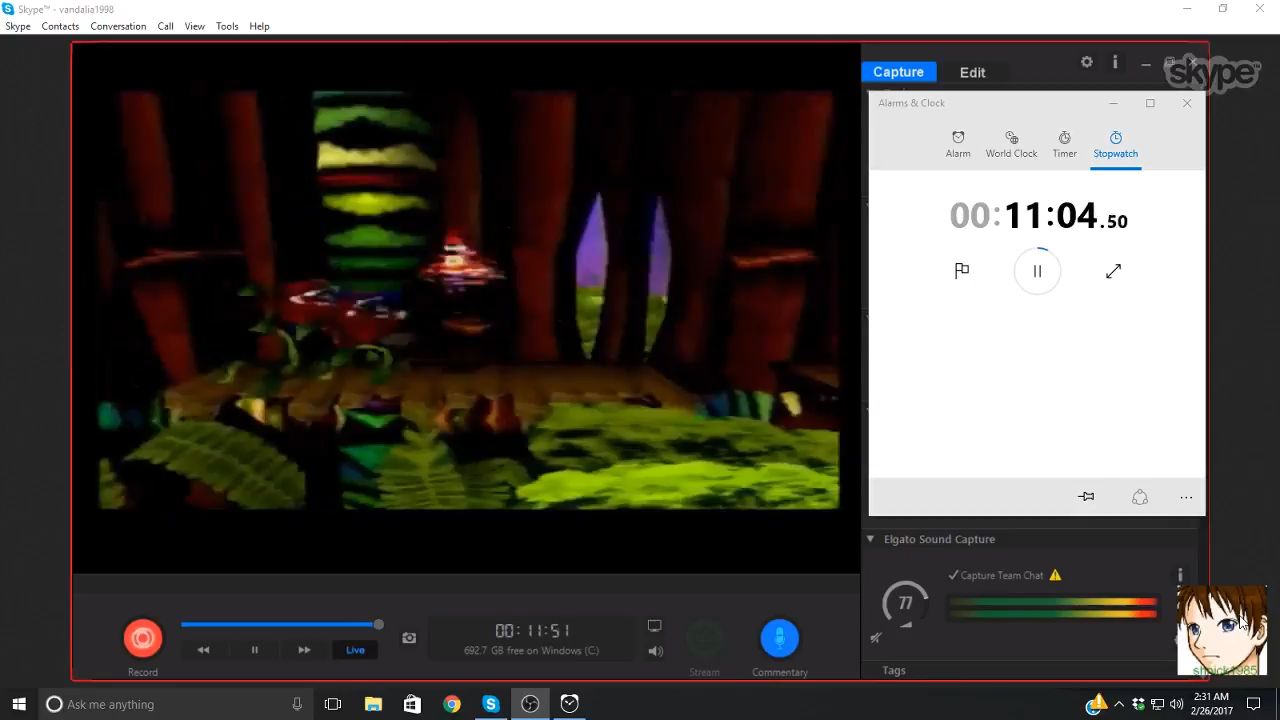 Skype™ - vandalia1998
Skype Contacts Conversation Call View Tools Help
Capture Edit
skype™
Alarms & Clock
Alarm World Clock Timer Stopwatch
00:11:04.50
Elgato Sound Capture
77
Capture Team Chat
00:11:51
692.7 GB free on Windows (C)
Live
Record Stream Commentary
Tags
shnick1985
Ask me anything
2:31 AM
2/26/2017